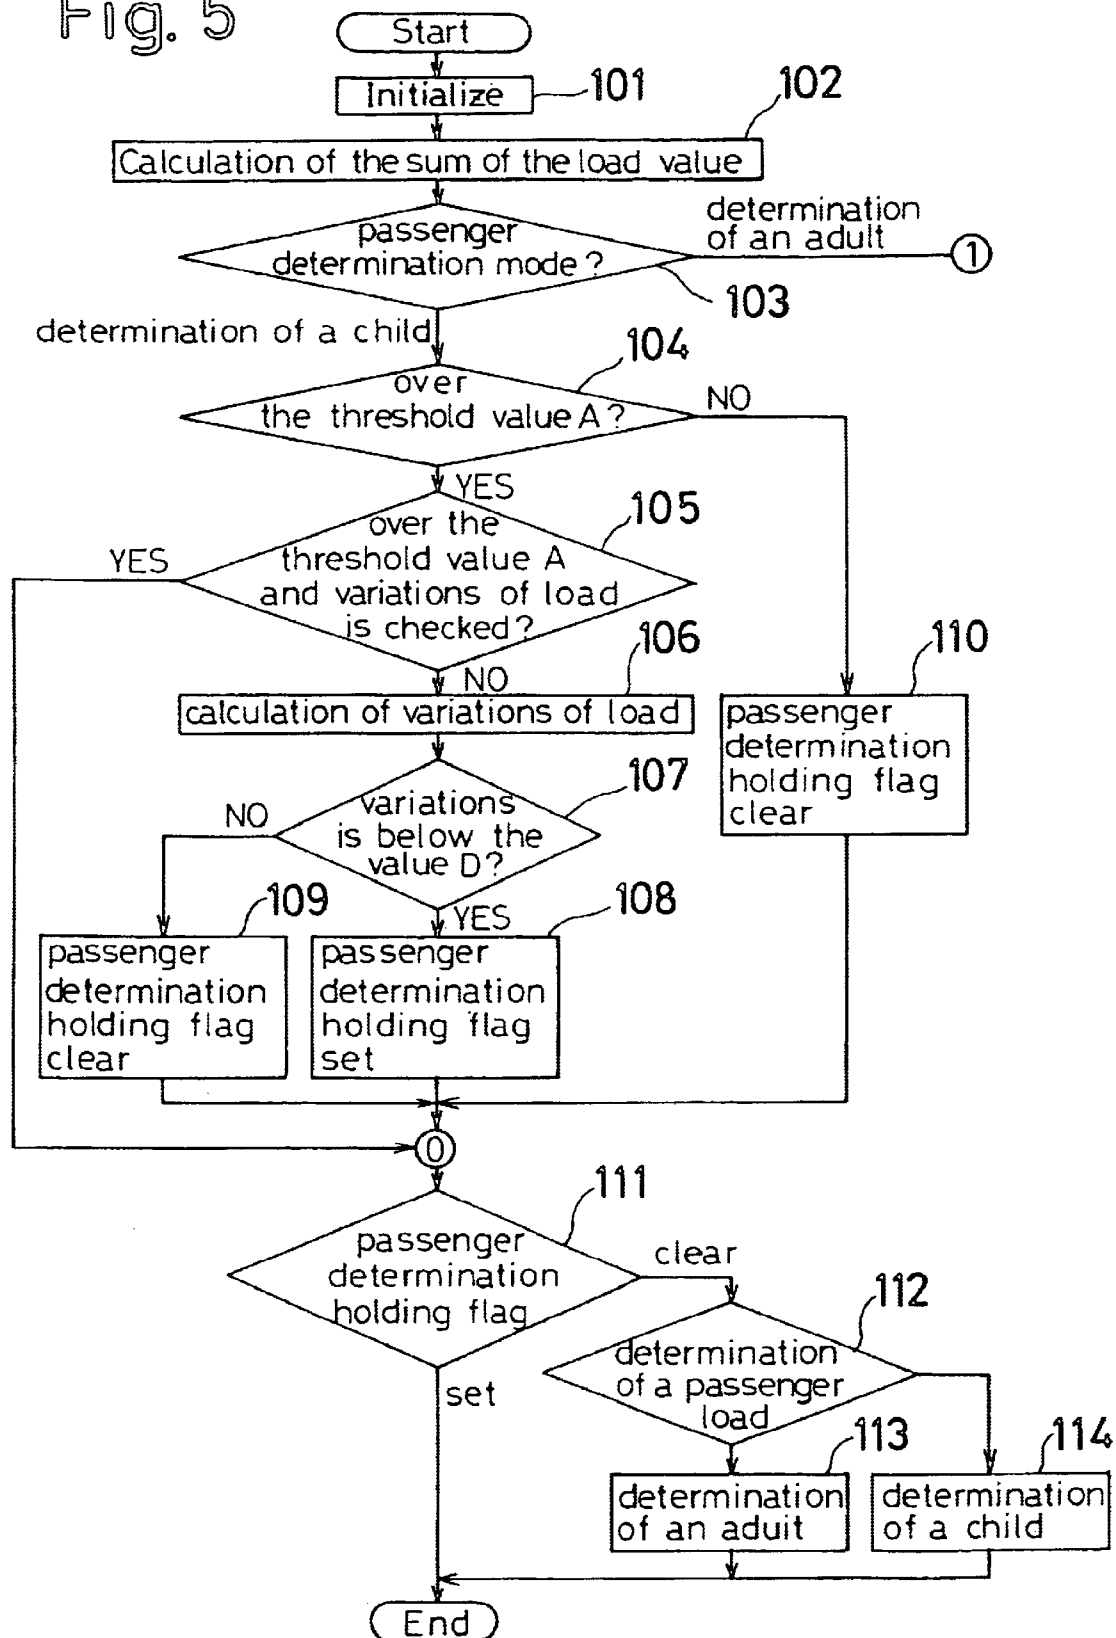 Fig. 5
Start
Initialize
101
102
Calculation of the sum of the load value
passenger
determination mode?
determination
of an adult
1
103
determination of a child
104
over
the threshold value A?
NO
YES
105
over the
threshold value A
and variations of load
is checked?
YES
106
NO
110
calculation of variations of load
passenger
determination
holding flag
clear
107
variations
is below the
value D?
NO
109
YES
108
passenger
determination
holding flag
clear
passenger
determination
holding flag
set
0
111
passenger
determination
holding flag
clear
112
set
determination
of a passenger
load
113
114
determination
of an aduit
determination
of a child
End